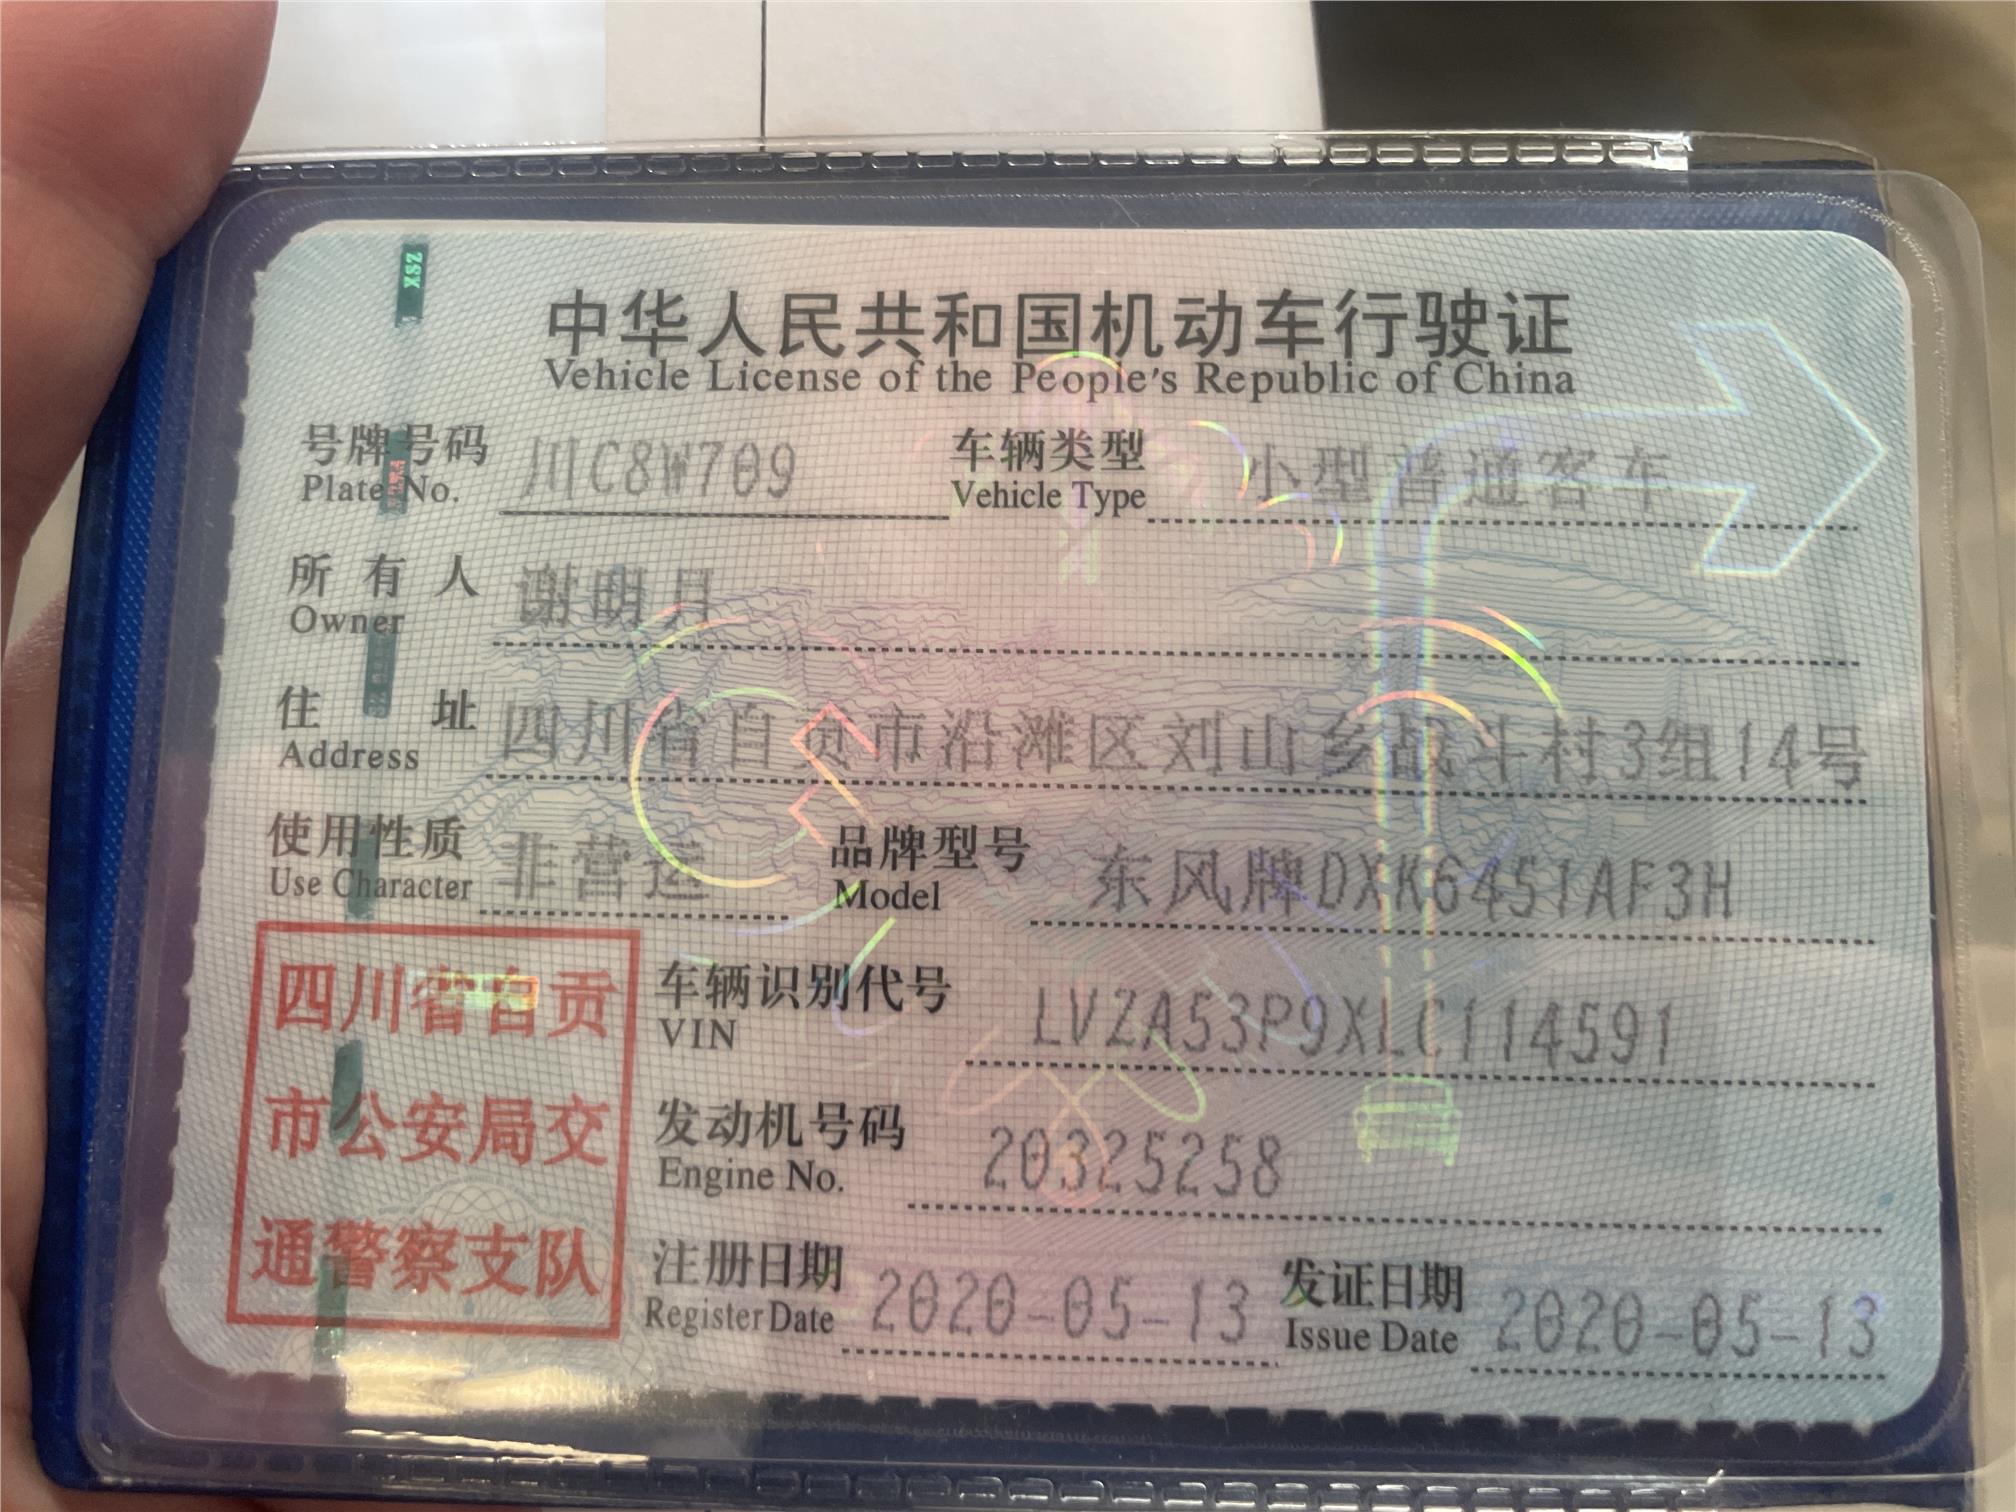 中华人民共和国机动车行驶证
Vehicle License of the People's Republic of China
号牌号码 川C8W709 车辆类型 小型普通客车
Plate No. Vehicle Type
所有人 谢明月
Owner
住址 四川省自贡市沿滩区刘山乡战斗村3组14号
Address
使用性质 非营运 品牌型号 东风牌DXK6451AF3H
Use Character Model
四川省自贡
市公安局交
通警察支队
车辆识别代号 LVZA53P9XLC114591
VIN
发动机号码 20325258
Engine No.
注册日期 2020-05-13 发证日期 2020-05-13
Register Date Issue Date
XSZ